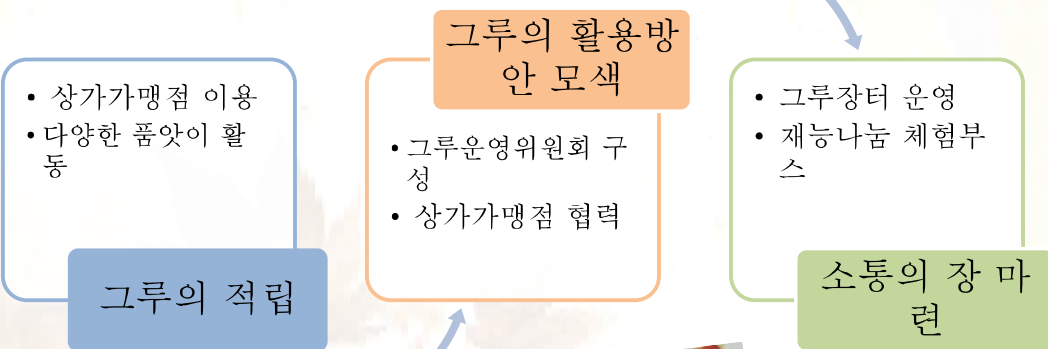 • 상가가맹점 이용
• 다양한 품앗이 활
동
그루의 적립
그루의 활용방
안 모색
• 그루운영위원회 구
성
• 상가가맹점 협력
• 그루장터 운영
• 재능나눔 체험부
스
소통의 장 마
련